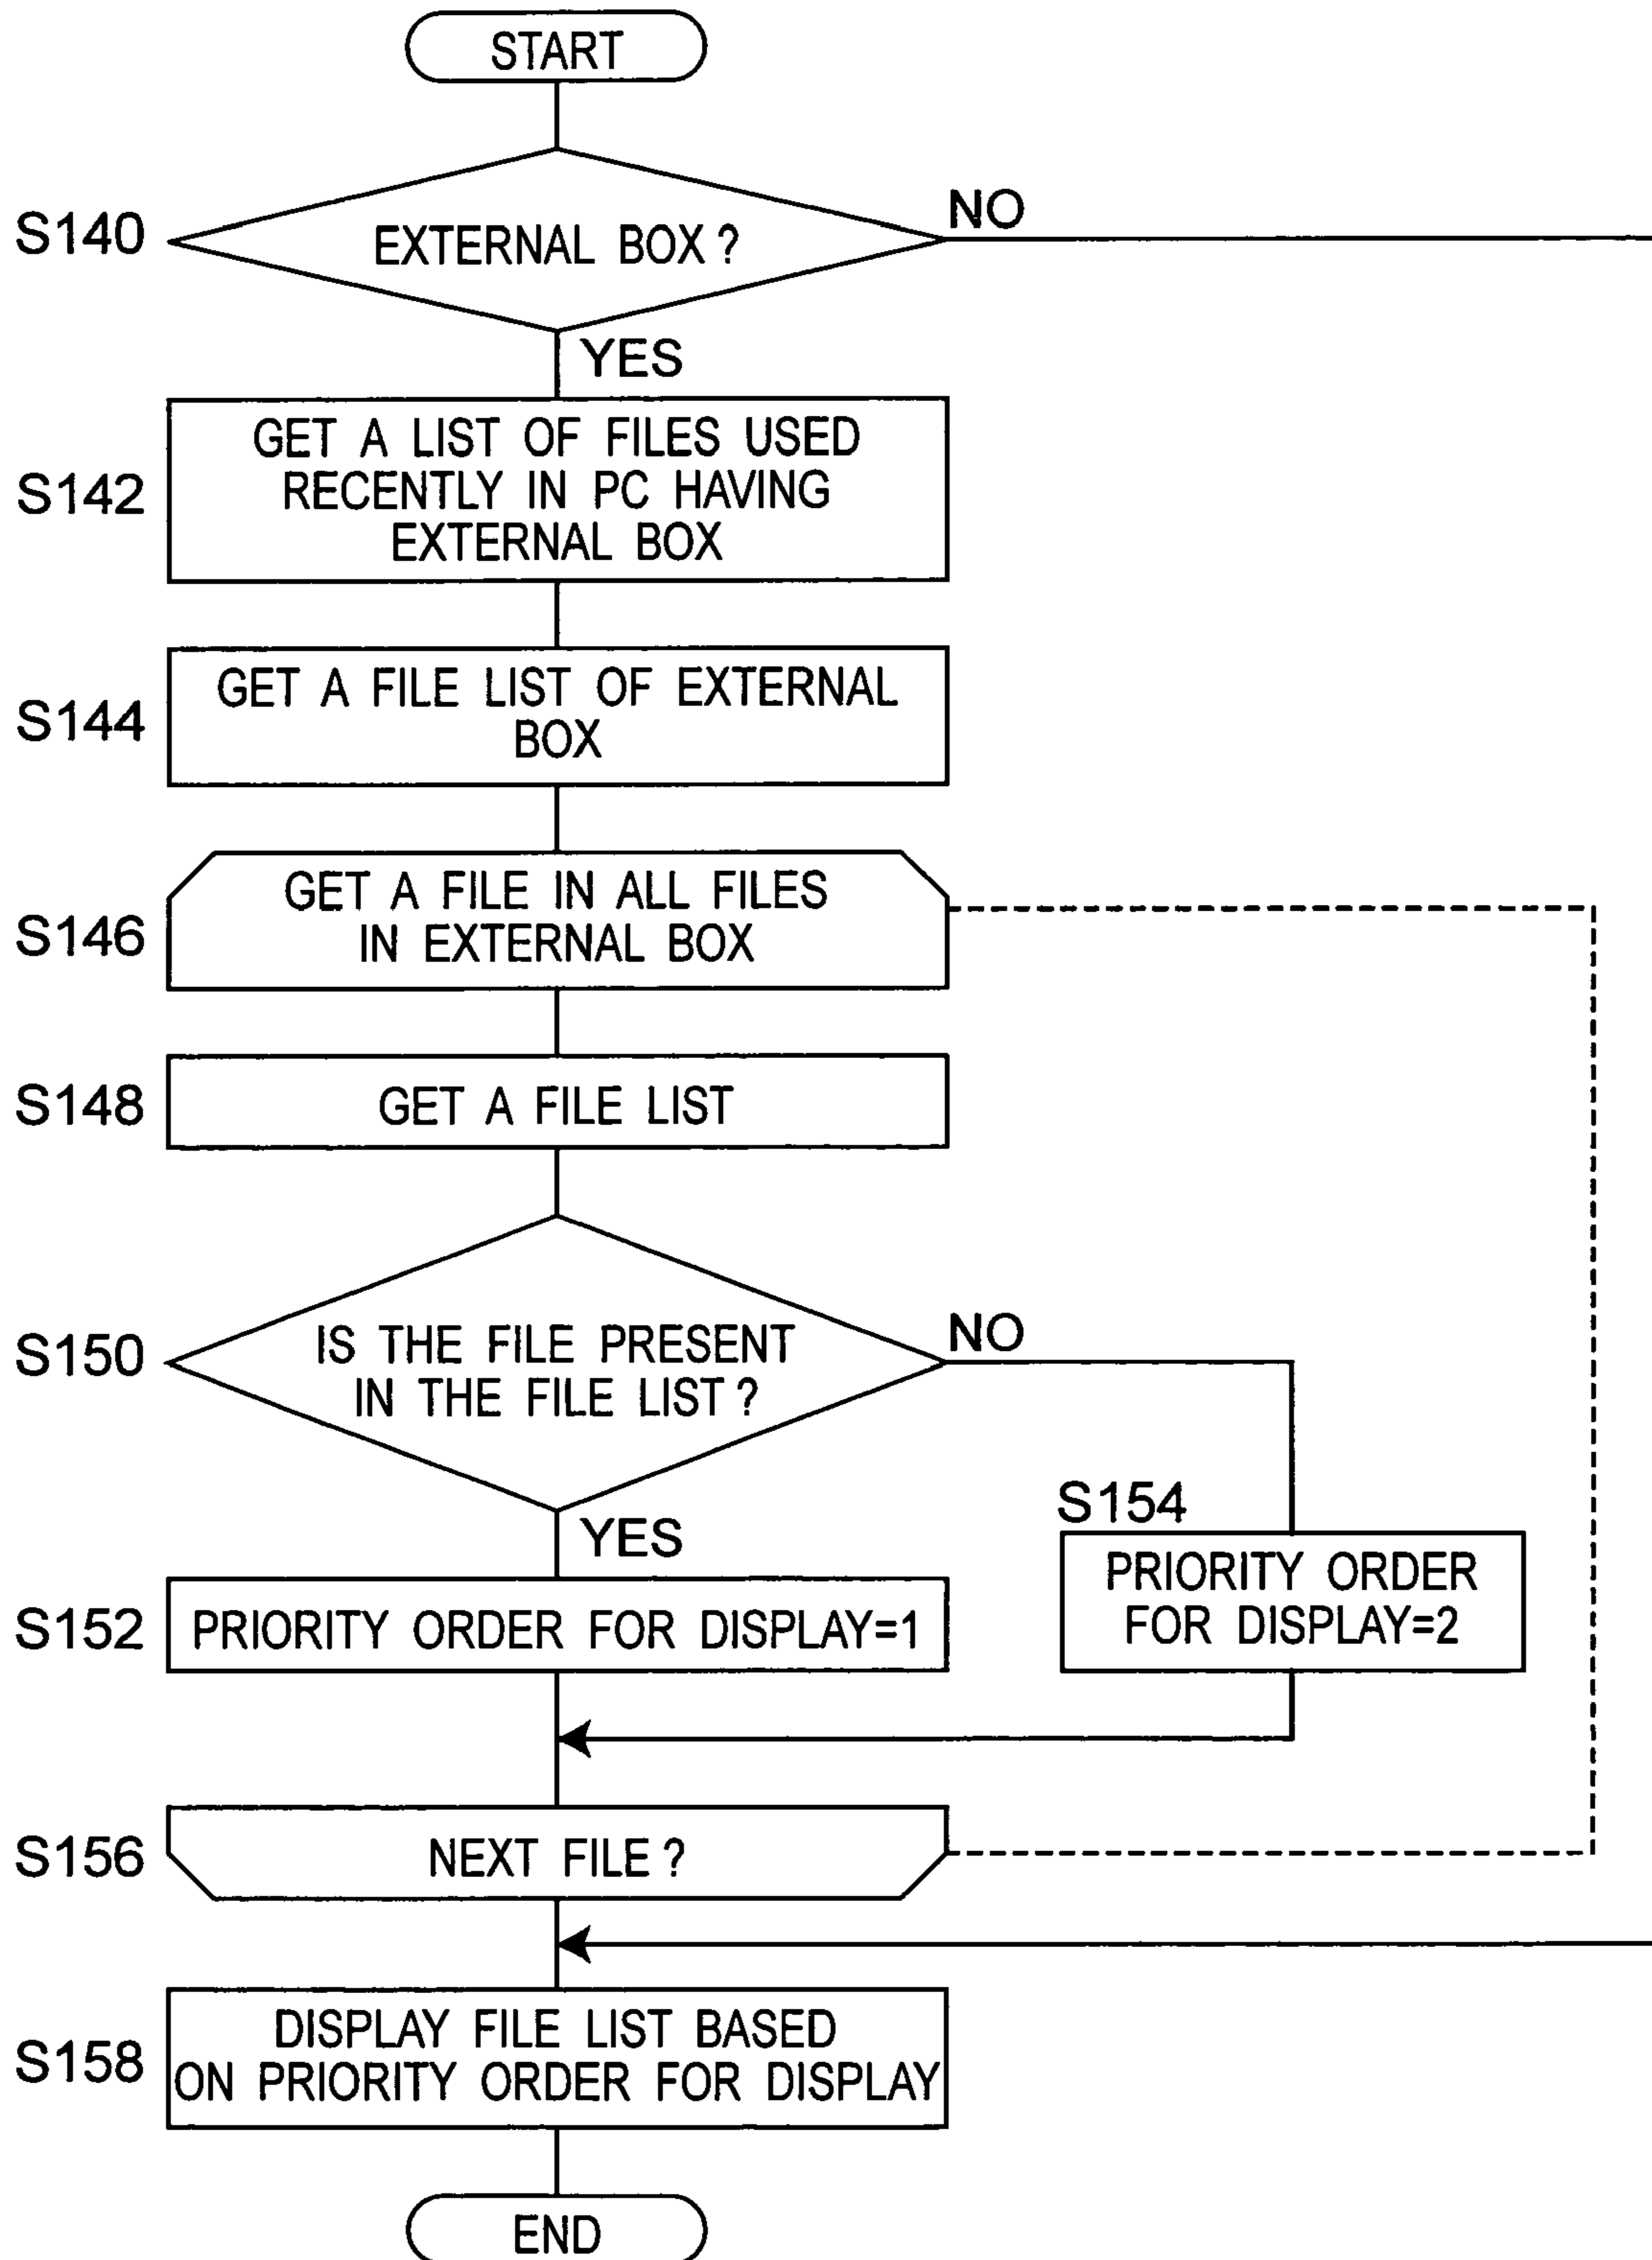 START
S140
EXTERNAL BOX ?
NO
YES
S142
GET A LIST OF FILES USED
RECENTLY IN PC HAVING
EXTERNAL BOX
S144
GET A FILE LIST OF EXTERNAL
BOX
S146
GET A FILE IN ALL FILES
IN EXTERNAL BOX
S148
GET A FILE LIST
S150
IS THE FILE PRESENT
IN THE FILE LIST ?
NO
YES
S154
PRIORITY ORDER
FOR DISPLAY=2
S152
PRIORITY ORDER FOR DISPLAY=1
S156
NEXT FILE ?
S158
DISPLAY FILE LIST BASED
ON PRIORITY ORDER FOR DISPLAY
END